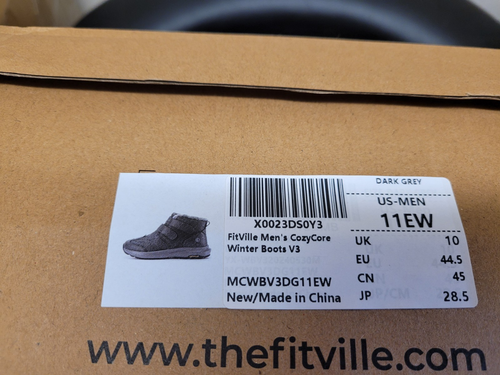 DARK GREY
X0023DS0Y3
FitVille Men's CozyCore
Winter Boots V3
MCWBV3DG11EW
New/Made in China
US-MEN
11EW
UK 10
EU 44.5
CN 45
JP 28.5
www.thefitville.com